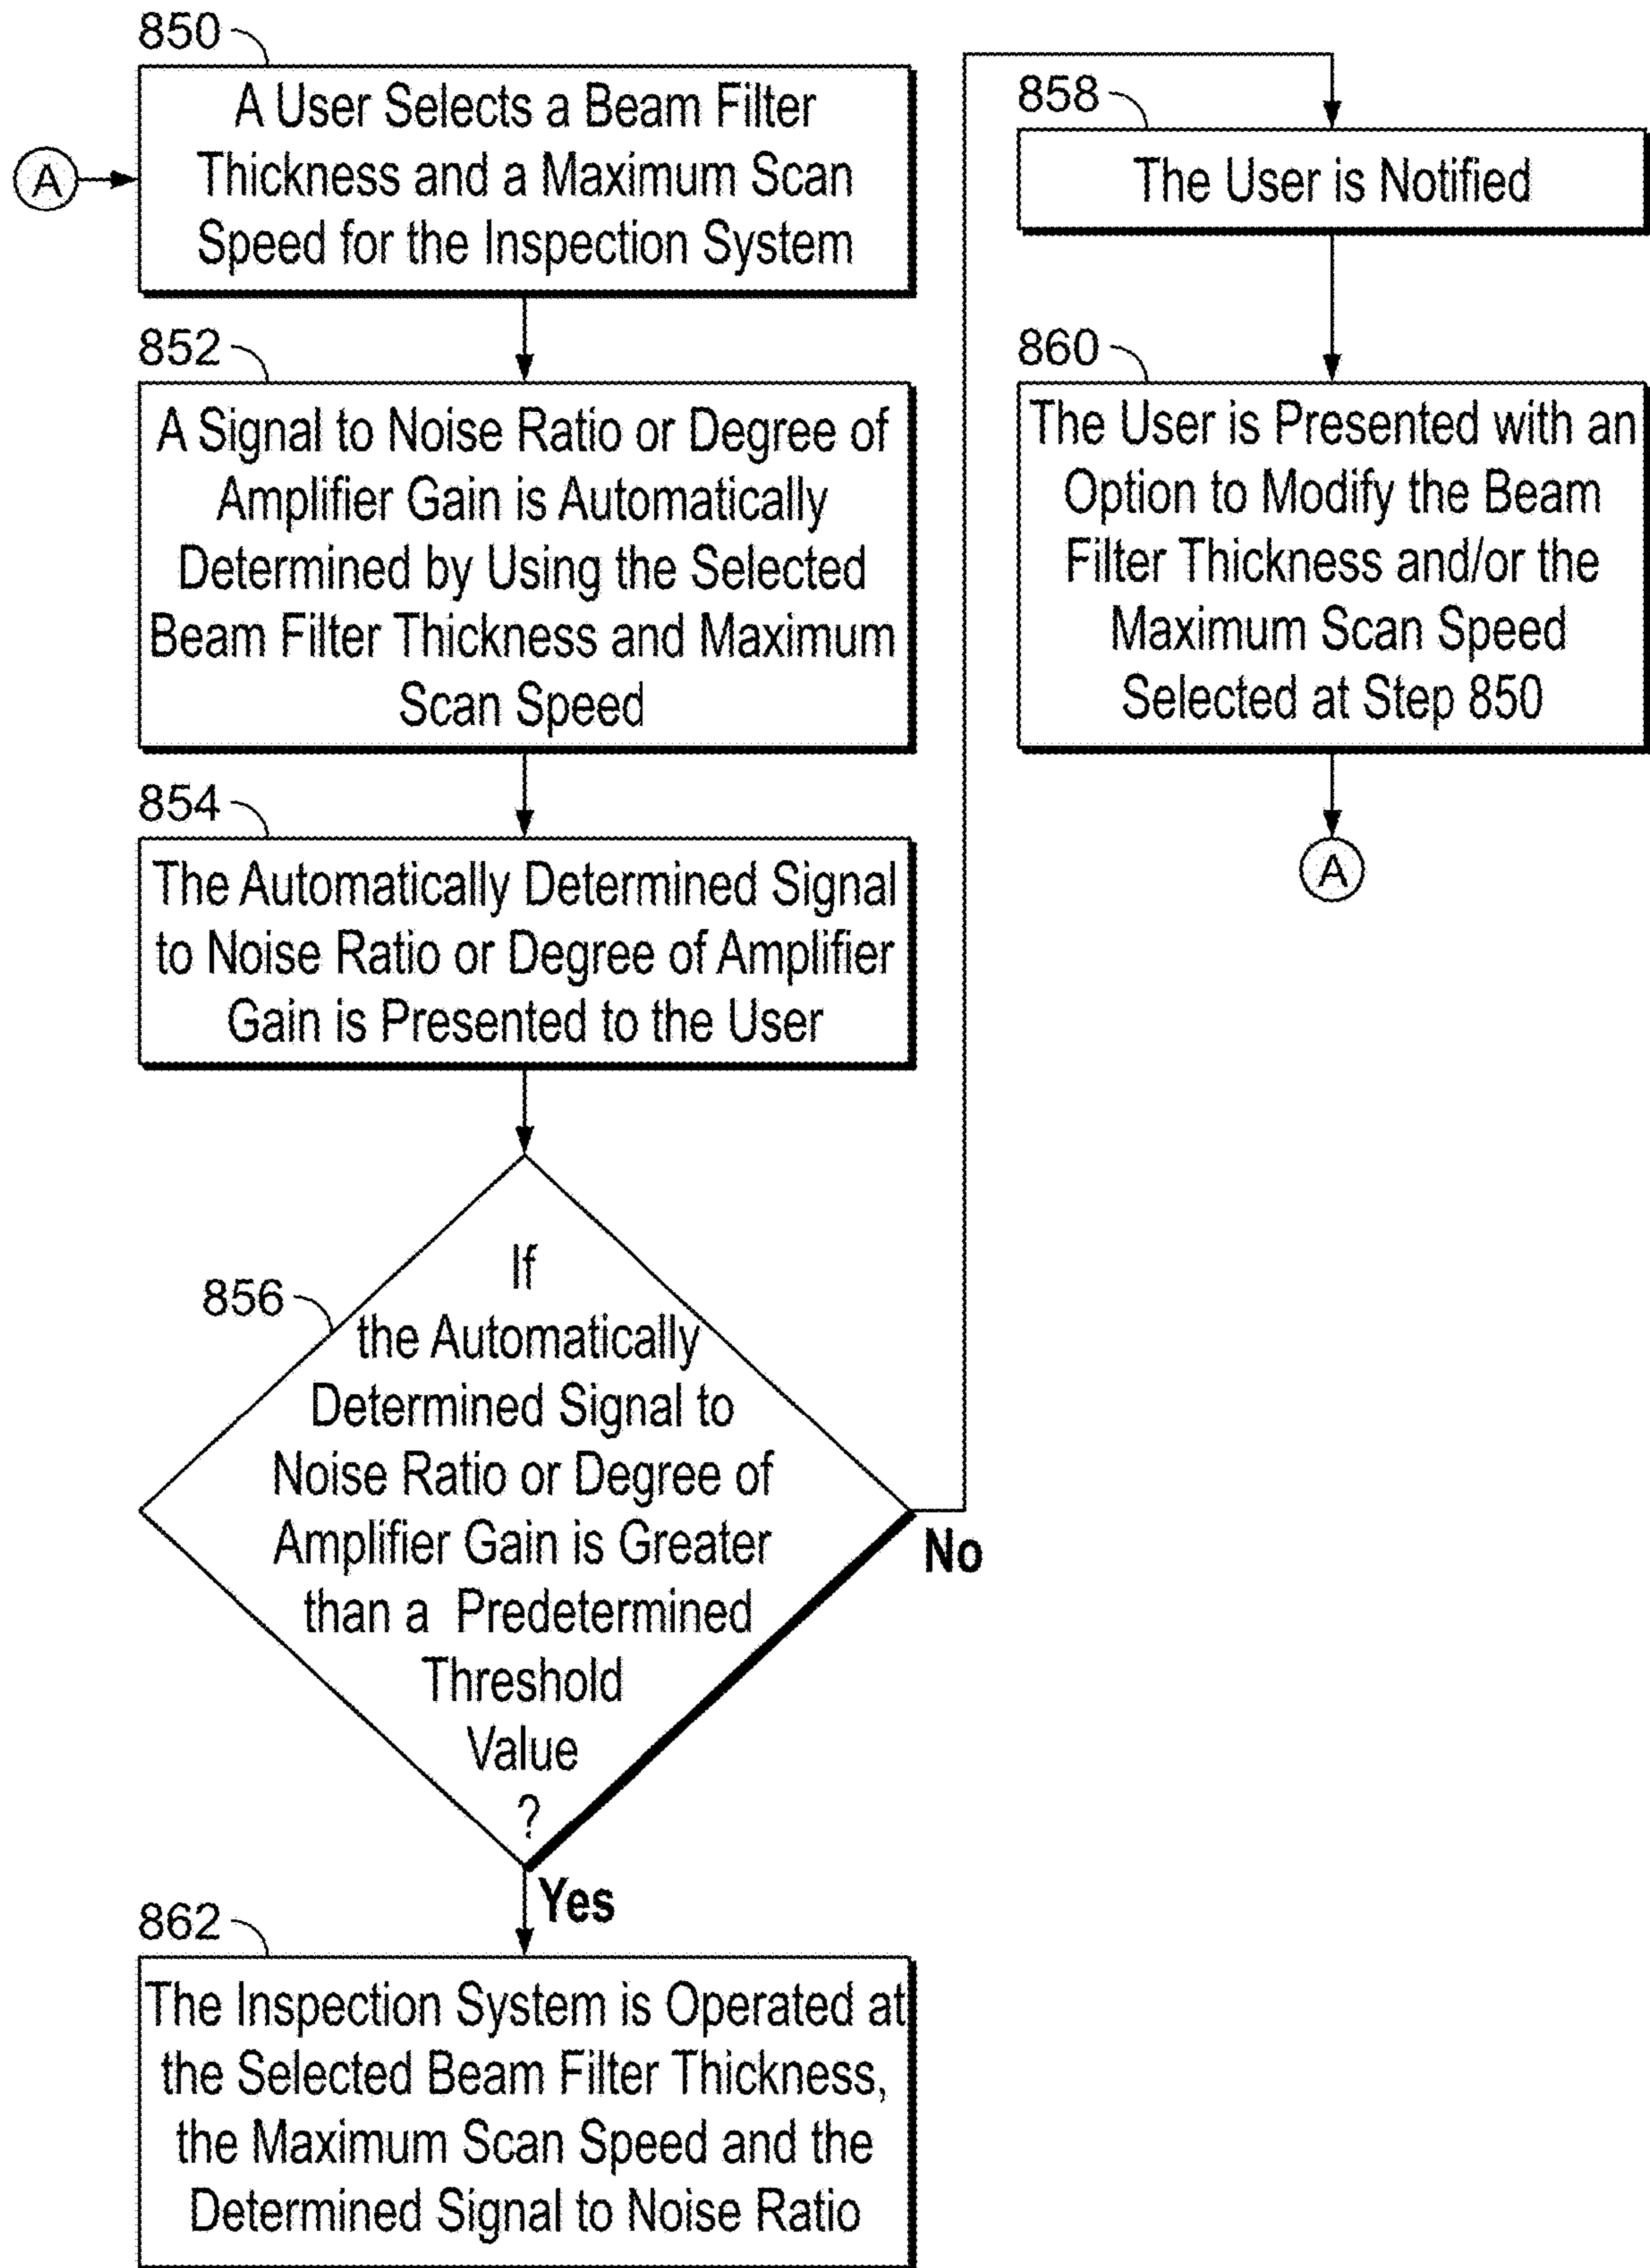 850
A User Selects a Beam Filter
Thickness and a Maximum Scan
Speed for the Inspection System
A
852
A Signal to Noise Ratio or Degree of
Amplifier Gain is Automatically
Determined by Using the Selected
Beam Filter Thickness and Maximum
Scan Speed
854
The Automatically Determined Signal
to Noise Ratio or Degree of Amplifier
Gain is Presented to the User
856
If
the Automatically
Determined Signal to
Noise Ratio or Degree of
Amplifier Gain is Greater
than a Predetermined
Threshold
Value
?
No
Yes
862
The Inspection System is Operated at
the Selected Beam Filter Thickness,
the Maximum Scan Speed and the
Determined Signal to Noise Ratio
858
The User is Notified
860
The User is Presented with an
Option to Modify the Beam
Filter Thickness and/or the
Maximum Scan Speed
Selected at Step 850
A